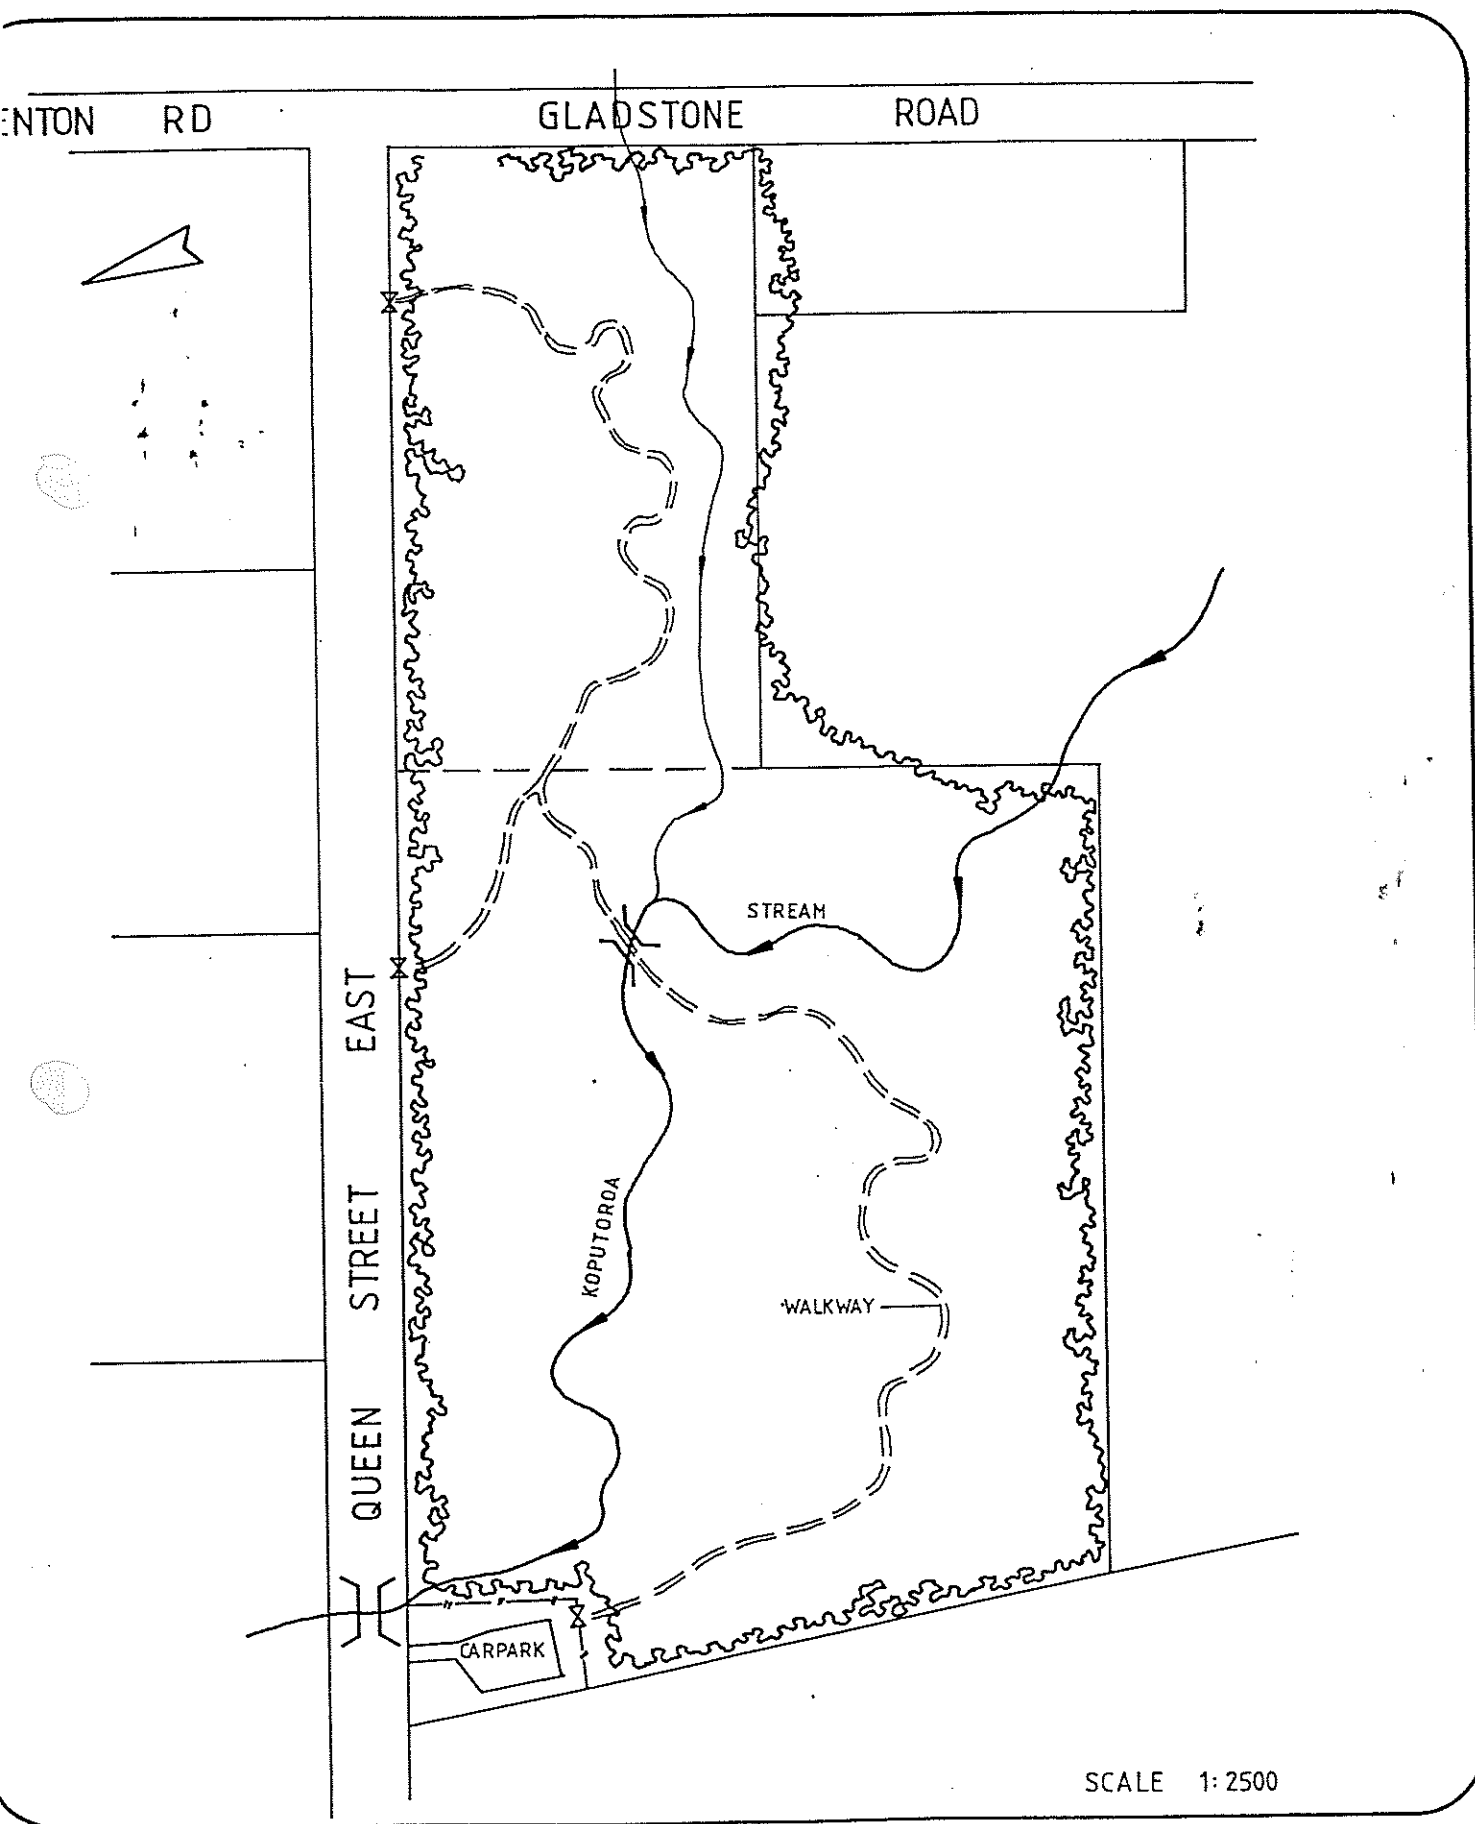 ENTON RD GLADSTONE ROAD
STREAM
QUEEN STREET EAST
KOPUTOROA
WALKWAY
CARPARK
SCALE 1:2500